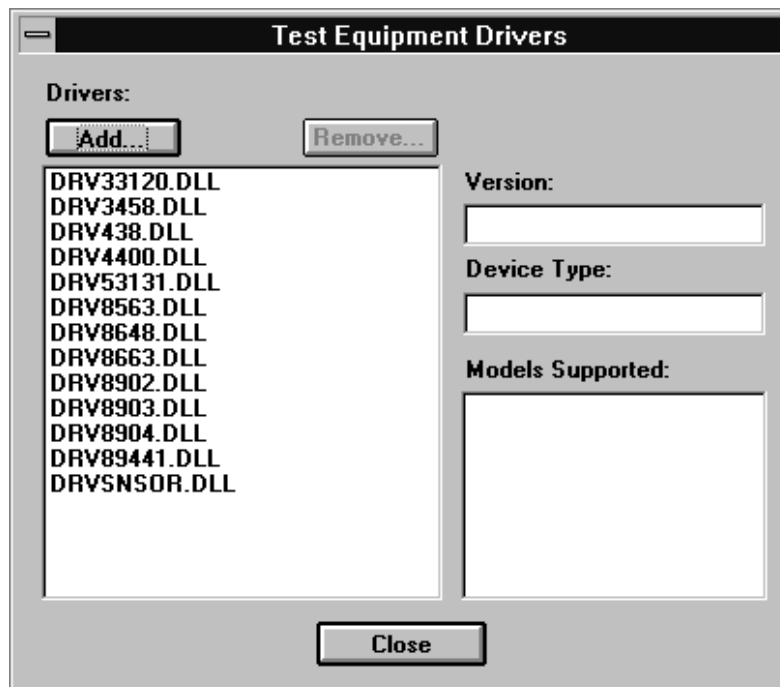 Test Equipment Drivers
Drivers:
Add...
Remove...
DRV33120.DLL
DRV3458.DLL
DRV438.DLL
DRV4400.DLL
DRV53131.DLL
DRV8563.DLL
DRV8648.DLL
DRV8663.DLL
DRV8902.DLL
DRV8903.DLL
DRV8904.DLL
DRV89441.DLL
DRVSNSOR.DLL
Version:
Device Type:
Models Supported:
Close